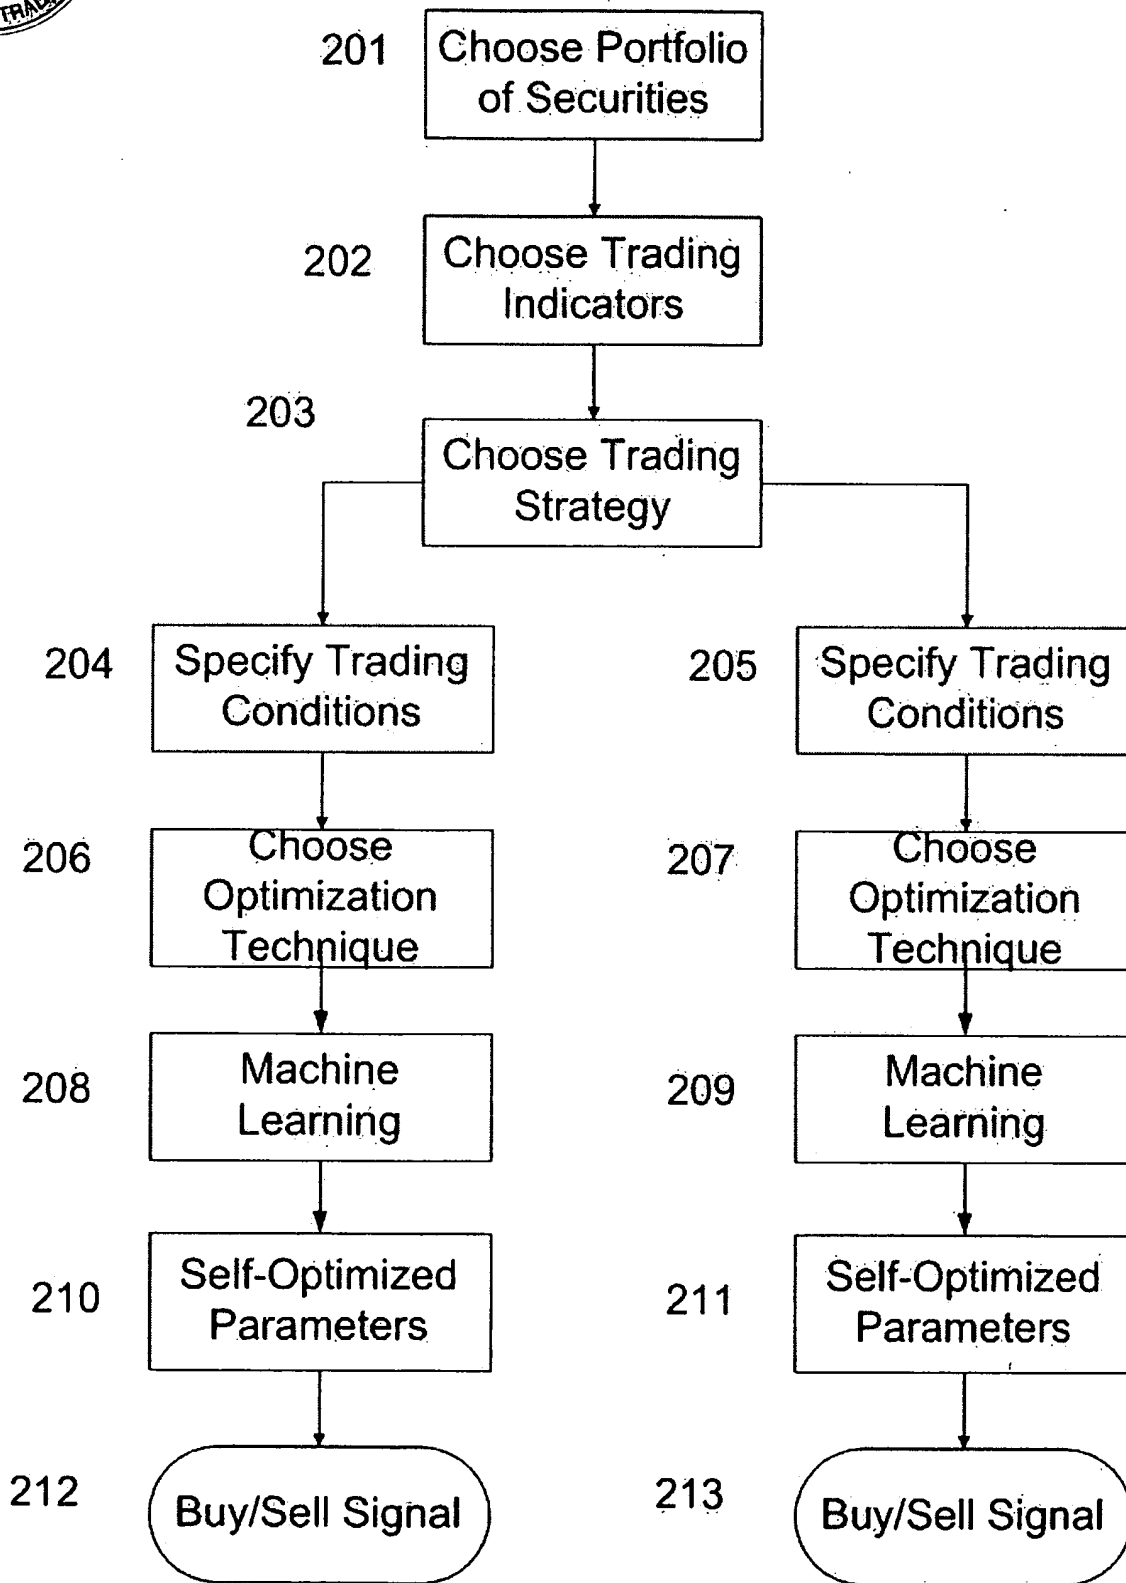 TRAD
201
Choose Portfolio
of Securities
202
Choose Trading
Indicators
203
Choose Trading
Strategy
204
Specify Trading
Conditions
205
Specify Trading
Conditions
206
Choose
Optimization
Technique
207
Choose
Optimization
Technique
208
Machine
Learning
209
Machine
Learning
210
Self-Optimized
Parameters
211
Self-Optimized
Parameters
212
Buy/Sell Signal
213
Buy/Sell Signal